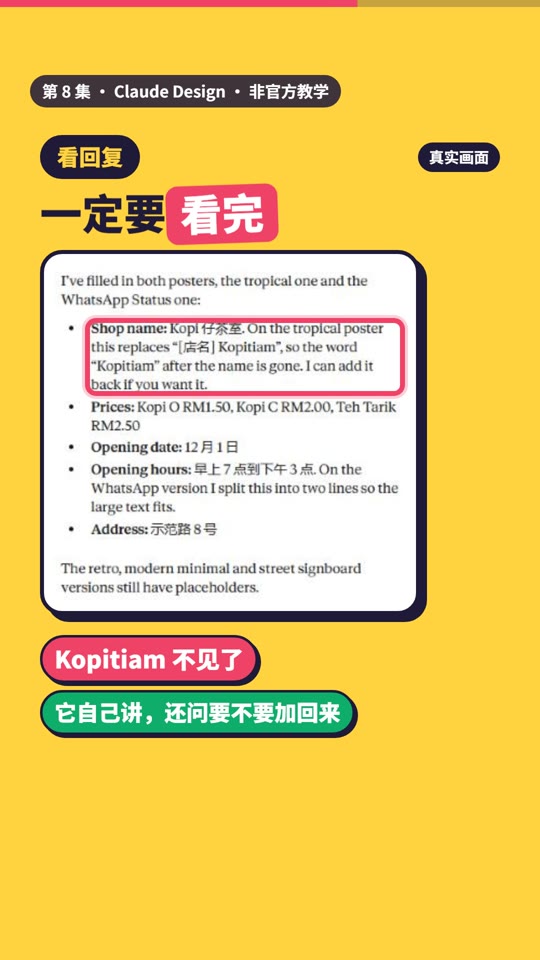 第 8 集 · Claude Design · 非官方教学
看回复
真实画面
一定要 看完
I've filled in both posters, the tropical one and the
WhatsApp Status one:
• Shop name: Kopi 仔茶室. On the tropical poster
this replaces “[店名] Kopitiam”, so the word
“Kopitiam” after the name is gone. I can add it
back if you want it.
• Prices: Kopi O RM1.50, Kopi C RM2.00, Teh Tarik
RM2.50
• Opening date: 12 月 1 日
• Opening hours: 早上 7 点到下午 3 点. On the
WhatsApp version I split this into two lines so the
large text fits.
• Address: 示范路 8 号
The retro, modern minimal and street signboard
versions still have placeholders.
Kopitiam 不见了
它自己讲，还问要不要加回来